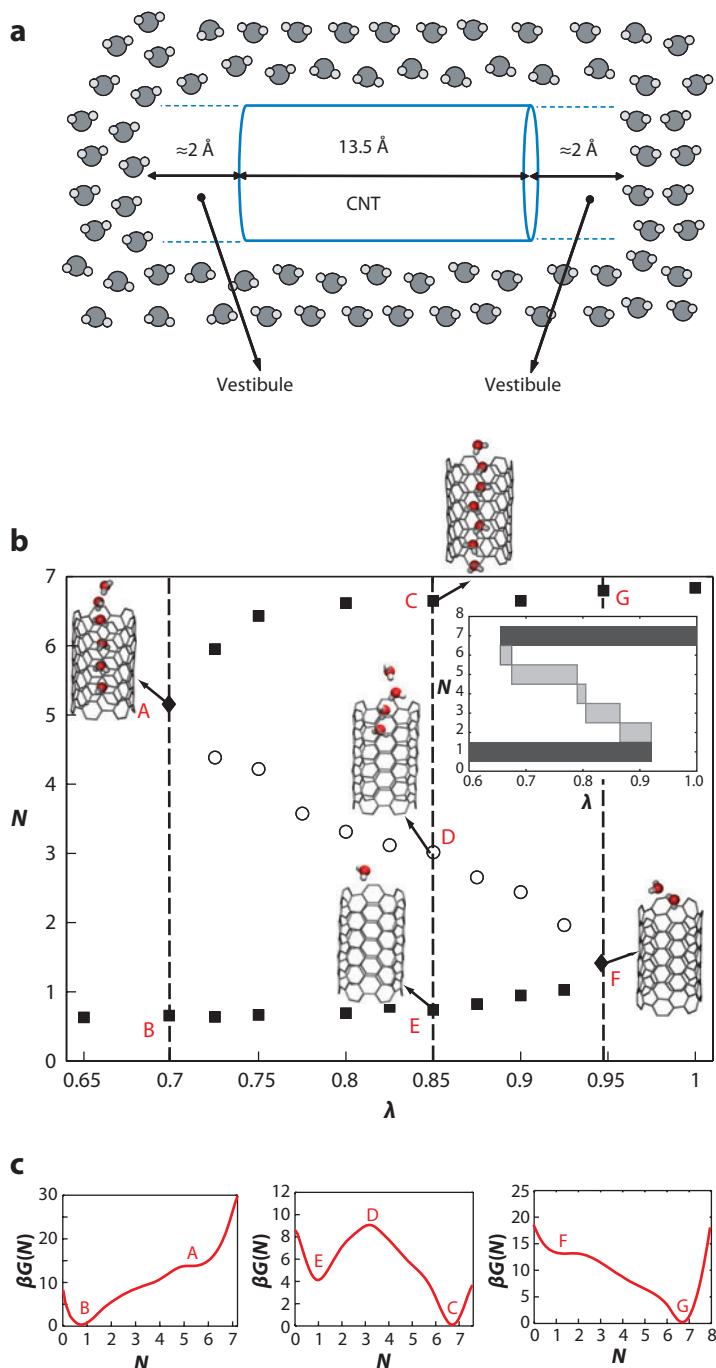 a
≈2 Å
13.5 Å
≈2 Å
CNT
Vestibule
Vestibule
b
7
6
5
4
3
2
1
0
N
A
B
C
D
E
F
G
8
7
6
5
4
3
2
1
0
N
0.6 0.7 0.8 0.9 1.0
λ
0.65 0.7 0.75 0.8 0.85 0.9 0.95 1
λ
c
30
20
10
0
βG(N)
B
A
0 1 2 3 4 5 6 7
N
12
10
8
6
4
2
0
βG(N)
E
D
C
0 1 2 3 4 5 6 7
N
25
20
15
10
5
0
βG(N)
F
G
0 1 2 3 4 5 6 7 8
N